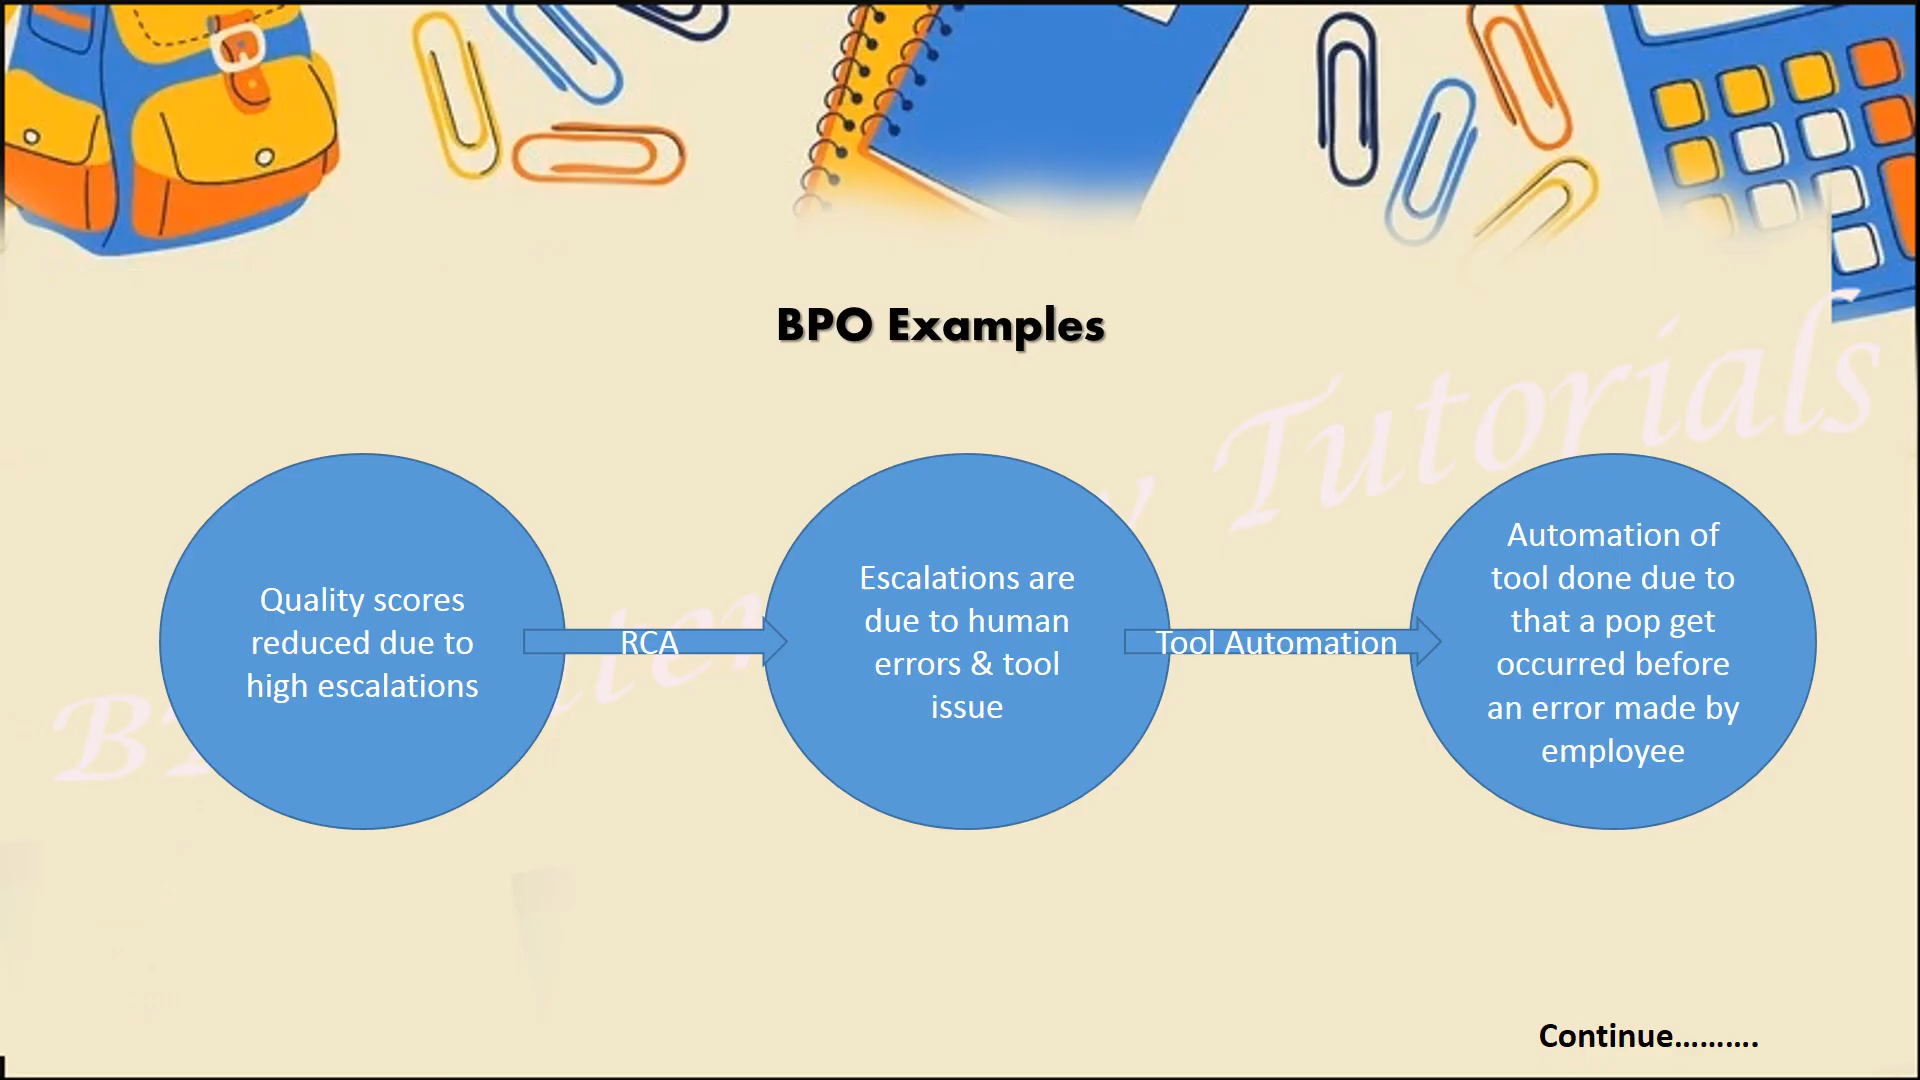 BPO Examples
Tutorials
Quality scores
reduced due to
high escalations
RCA
Escalations are
due to human
errors & tool
issue
Tool Automation
Automation of
tool done due to
that a pop get
occurred before
an error made by
employee
Continue..........